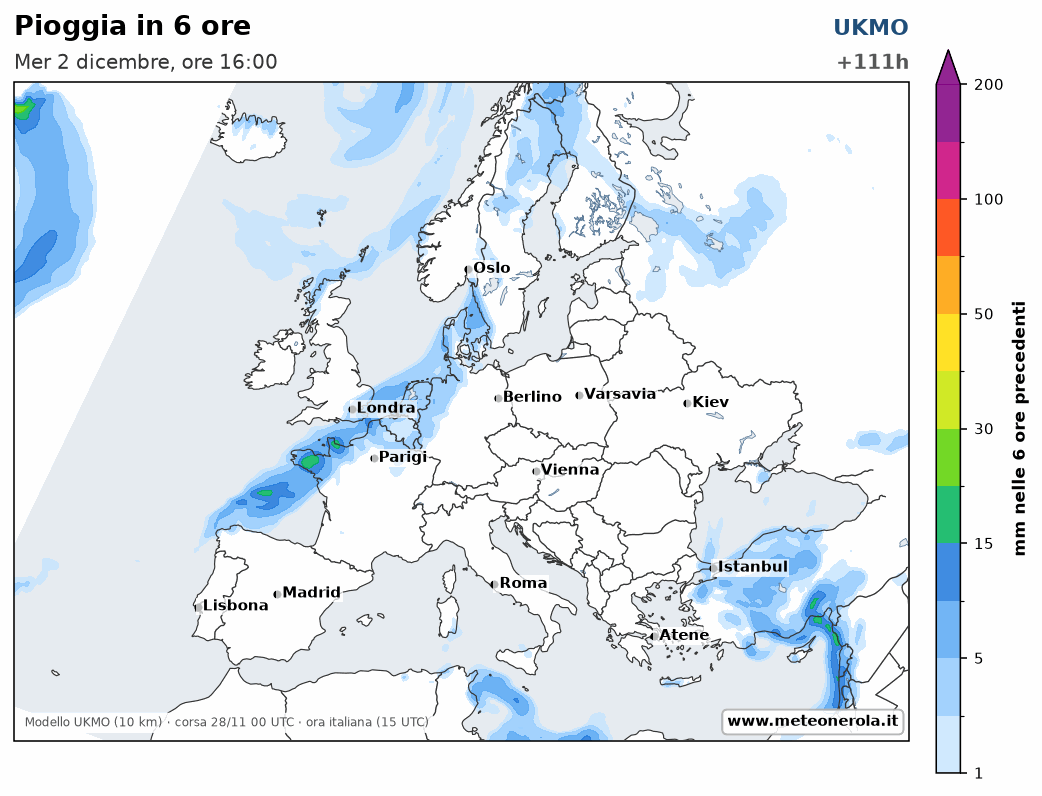 Pioggia in 6 ore
UKMO
Mer 2 dicembre, ore 16:00
+111h
200
100
50
30
15
5
1
mm nelle 6 ore precedenti
Oslo
Berlino
Varsavia
Kiev
Londra
Parigi
Vienna
Istanbul
Roma
Madrid
Lisbona
Atene
Modello UKMO (10 km) · corsa 28/11 00 UTC · ora italiana (15 UTC)
www.meteonerola.it